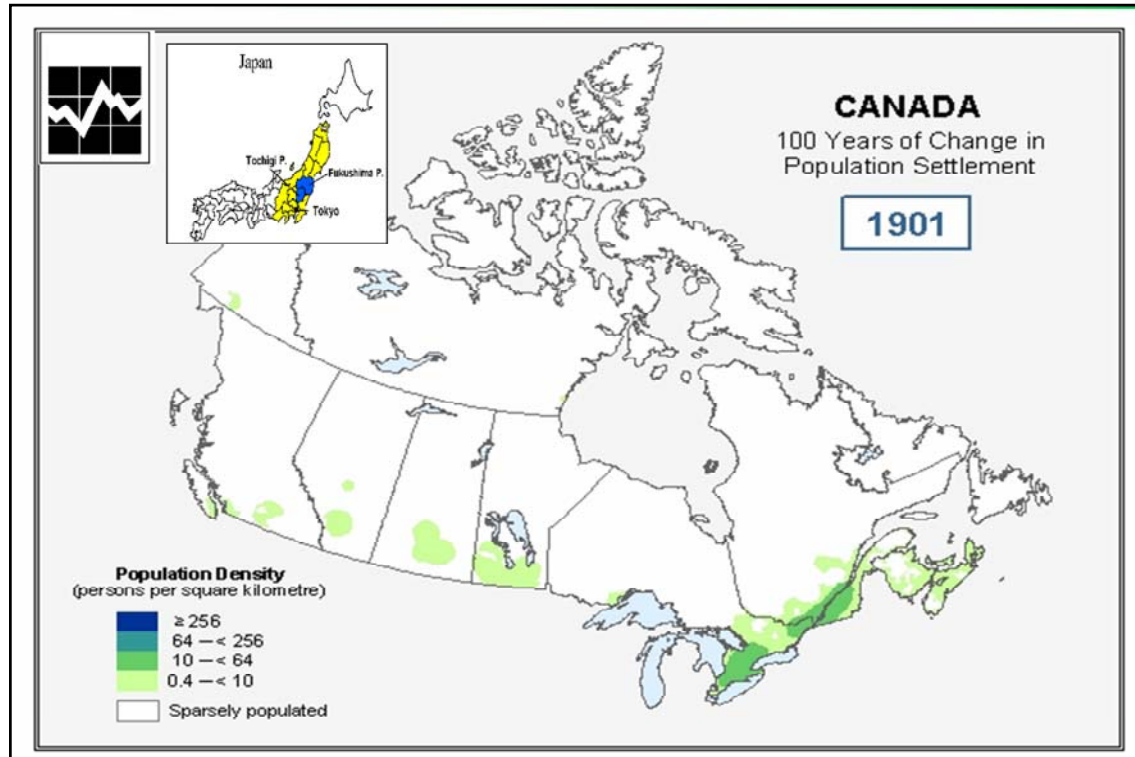 Japan
Tochigi P.
Fukushima P.
Tokyo
CANADA
100 Years of Change in
Population Settlement
1901
Population Density
(persons per square kilometre)
≥ 256
64 — < 256
10 — < 64
0.4 — < 10
Sparsely populated